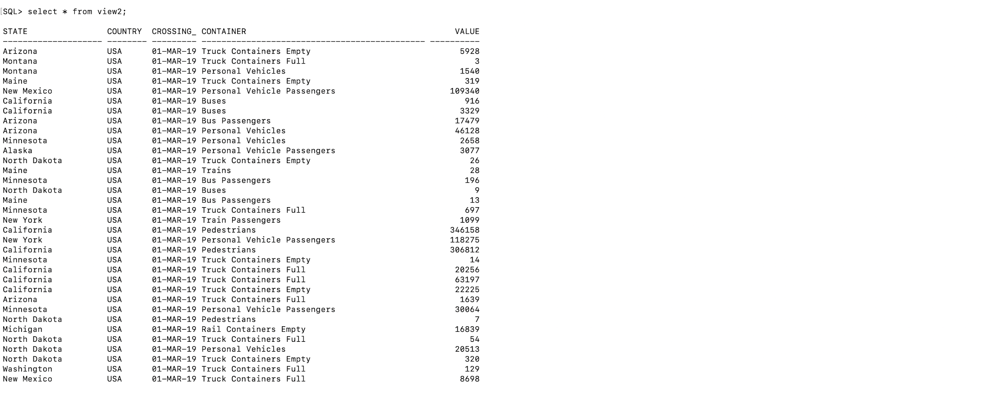 [SQL> select * from view2;
STATE                COUNTRY  CROSSING_ CONTAINER                                          VALUE
-------------------- -------- --------- --------------------------------------------- ----------
Arizona              USA      01-MAR-19 Truck Containers Empty                              5928
Montana              USA      01-MAR-19 Truck Containers Full                                  3
Montana              USA      01-MAR-19 Personal Vehicles                                   1540
Maine                USA      01-MAR-19 Truck Containers Empty                               319
New Mexico           USA      01-MAR-19 Personal Vehicle Passengers                       109340
California           USA      01-MAR-19 Buses                                                916
California           USA      01-MAR-19 Buses                                               3329
Arizona              USA      01-MAR-19 Bus Passengers                                     17479
Arizona              USA      01-MAR-19 Personal Vehicles                                  46128
Minnesota            USA      01-MAR-19 Personal Vehicles                                   2658
Alaska               USA      01-MAR-19 Personal Vehicle Passengers                         3077
North Dakota         USA      01-MAR-19 Truck Containers Empty                                26
Maine                USA      01-MAR-19 Trains                                                28
Minnesota            USA      01-MAR-19 Bus Passengers                                       196
North Dakota         USA      01-MAR-19 Buses                                                  9
Maine                USA      01-MAR-19 Bus Passengers                                        13
Minnesota            USA      01-MAR-19 Truck Containers Full                                697
New York             USA      01-MAR-19 Train Passengers                                    1099
California           USA      01-MAR-19 Pedestrians                                       346158
New York             USA      01-MAR-19 Personal Vehicle Passengers                       118275
California           USA      01-MAR-19 Pedestrians                                       306812
Minnesota            USA      01-MAR-19 Truck Containers Empty                                14
California           USA      01-MAR-19 Truck Containers Full                              20256
California           USA      01-MAR-19 Truck Containers Full                              63197
California           USA      01-MAR-19 Truck Containers Empty                             22225
Arizona              USA      01-MAR-19 Truck Containers Full                               1639
Minnesota            USA      01-MAR-19 Personal Vehicle Passengers                        30064
North Dakota         USA      01-MAR-19 Pedestrians                                            7
Michigan             USA      01-MAR-19 Rail Containers Empty                              16839
North Dakota         USA      01-MAR-19 Truck Containers Full                                 54
North Dakota         USA      01-MAR-19 Personal Vehicles                                  20513
North Dakota         USA      01-MAR-19 Truck Containers Empty                               320
Washington           USA      01-MAR-19 Truck Containers Full                                129
New Mexico           USA      01-MAR-19 Truck Containers Full                               8698